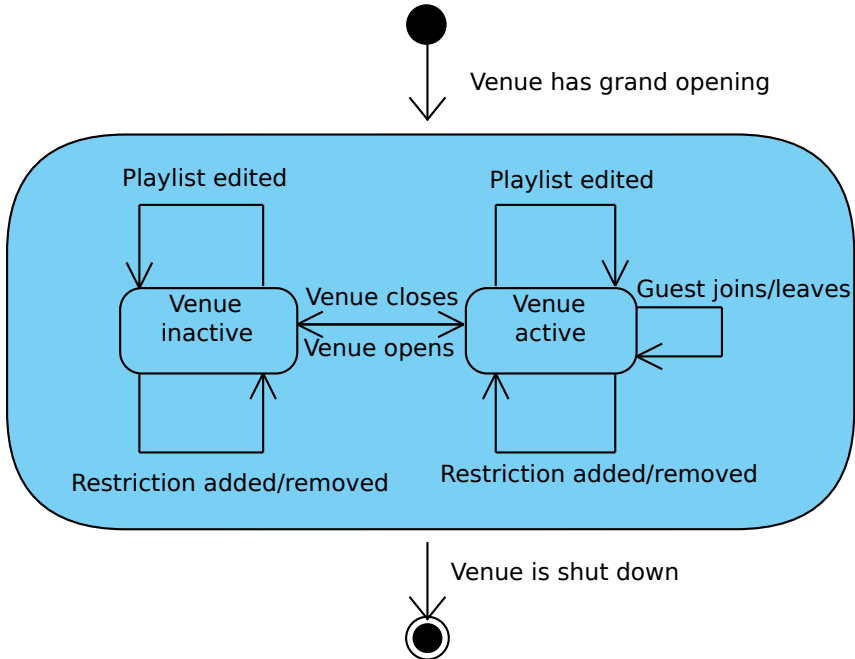 Venue has grand opening
Playlist edited
Playlist edited
Venue
inactive
Venue closes
Venue opens
Venue
active
Guest joins/leaves
Restriction added/removed
Restriction added/removed
Venue is shut down